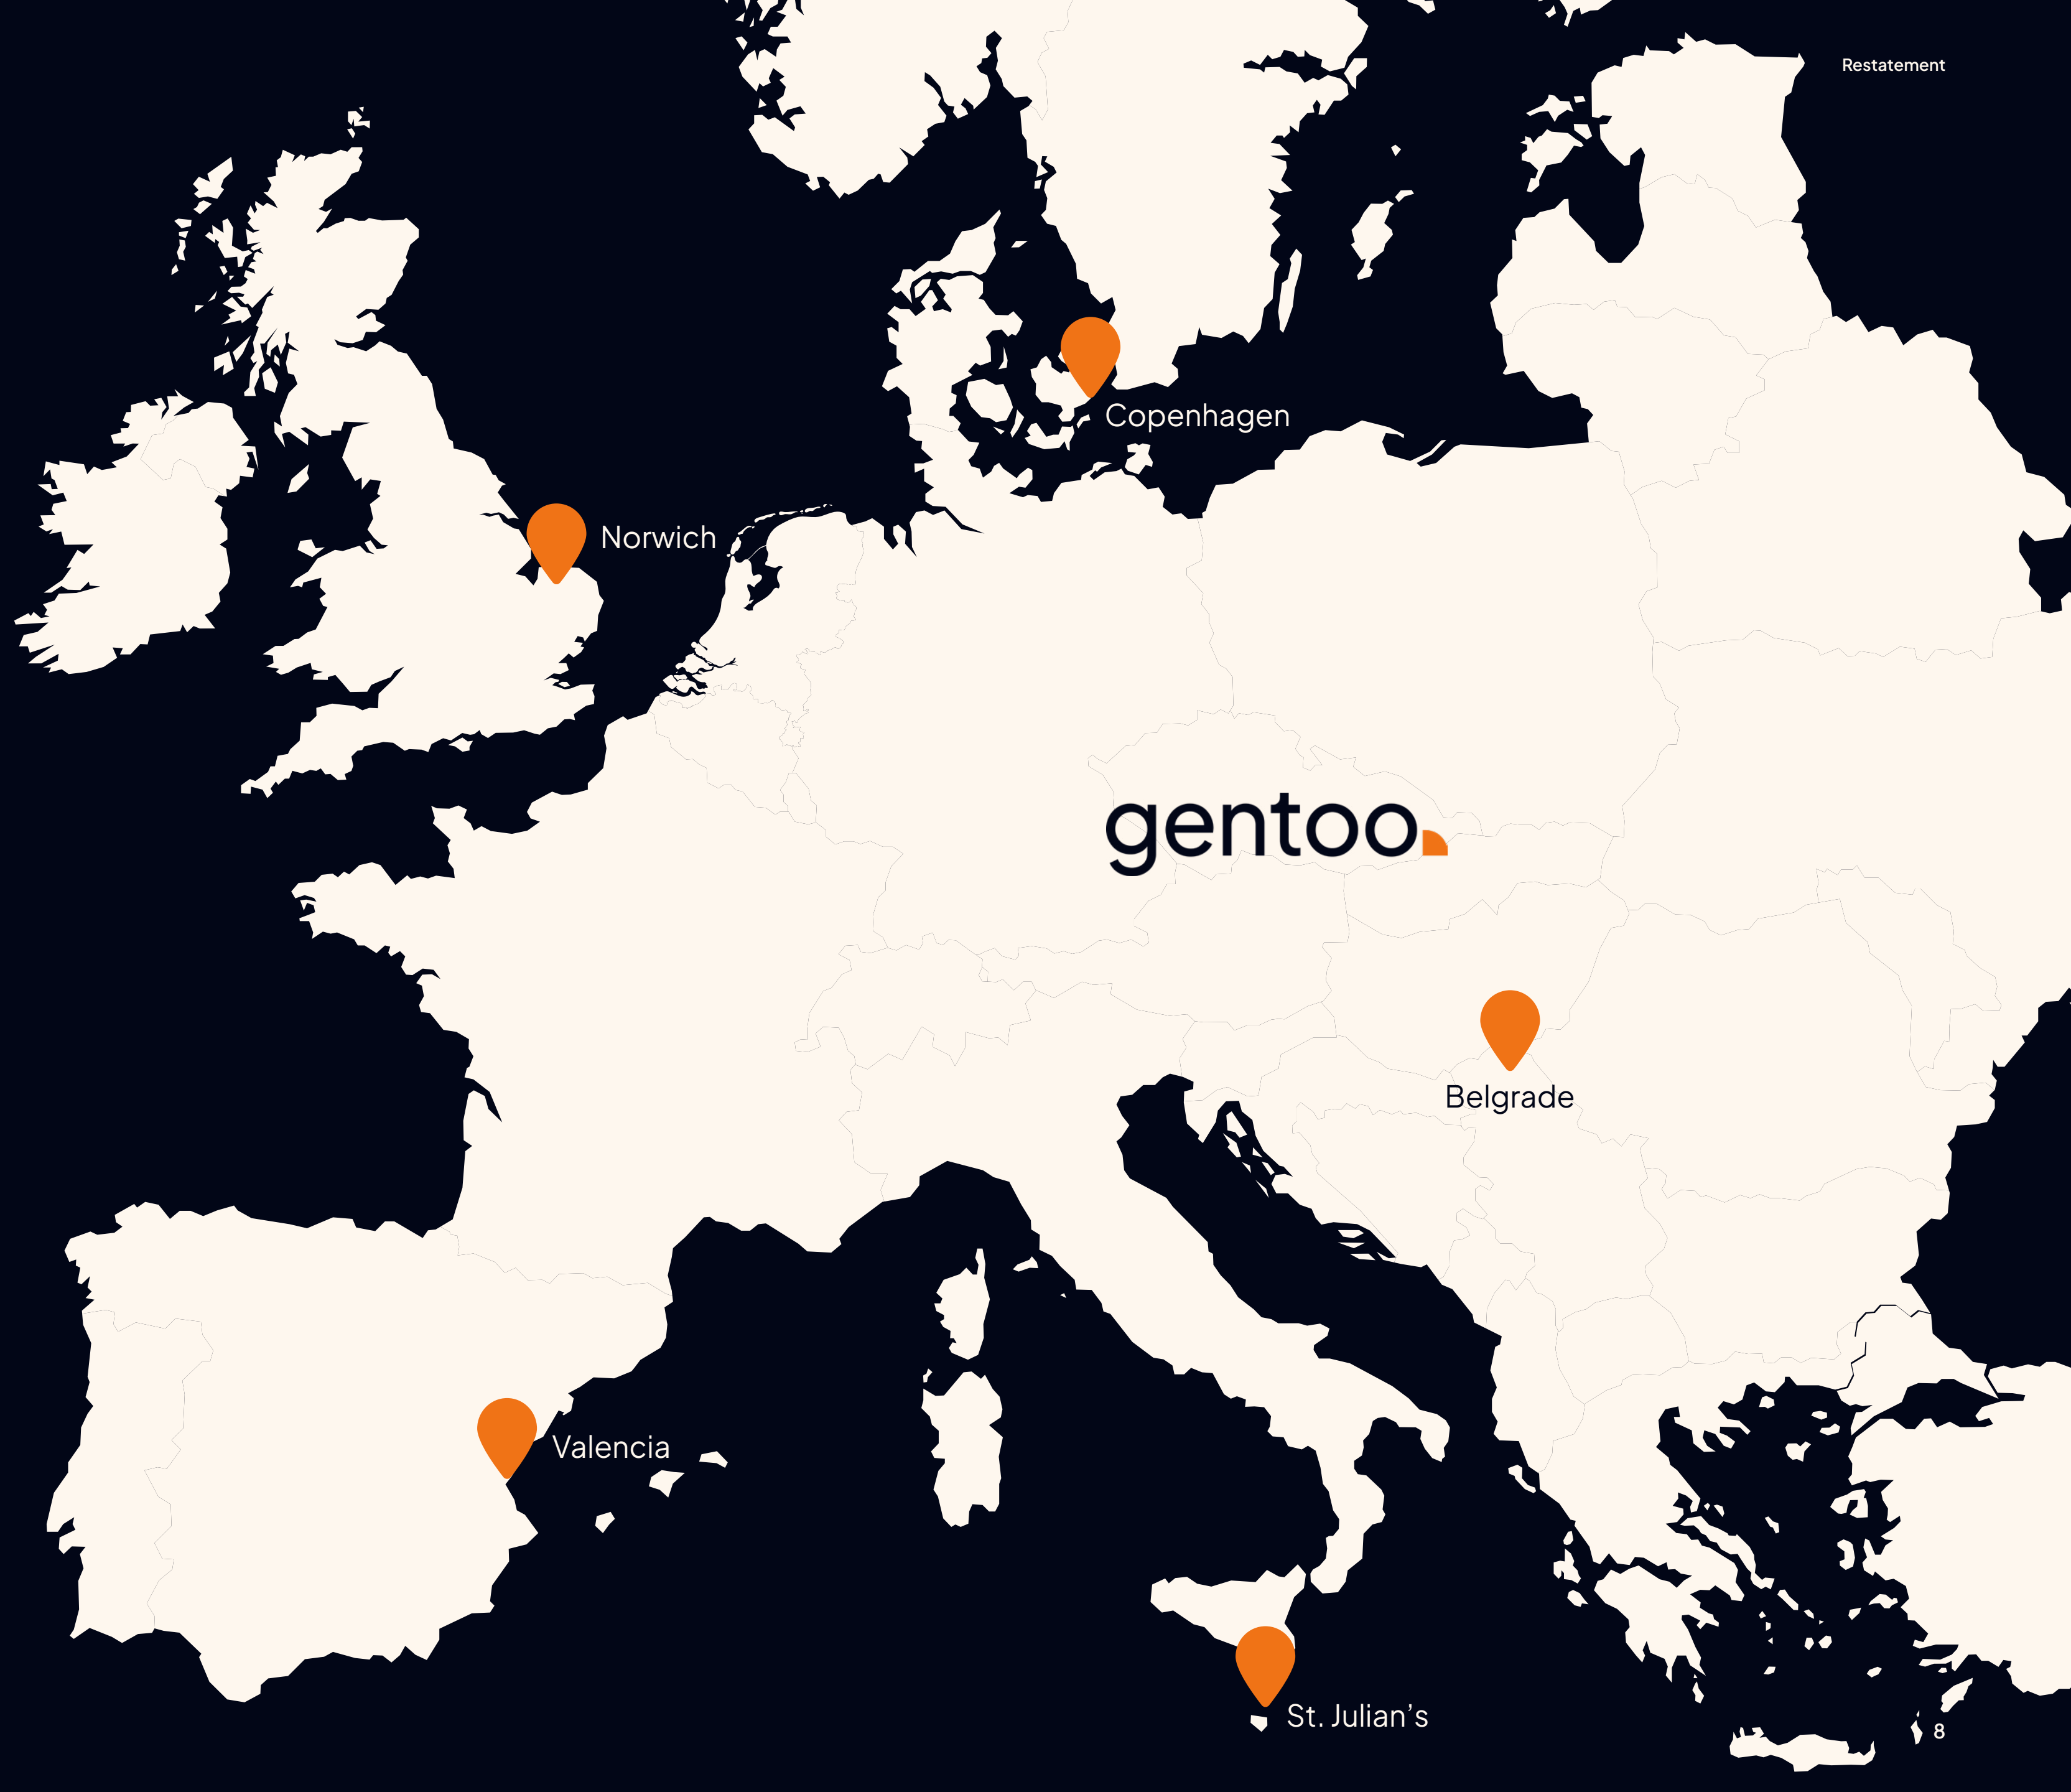 Restatement
Copenhagen
Norwich
gentoo
Belgrade
Valencia
St. Julian’s
8